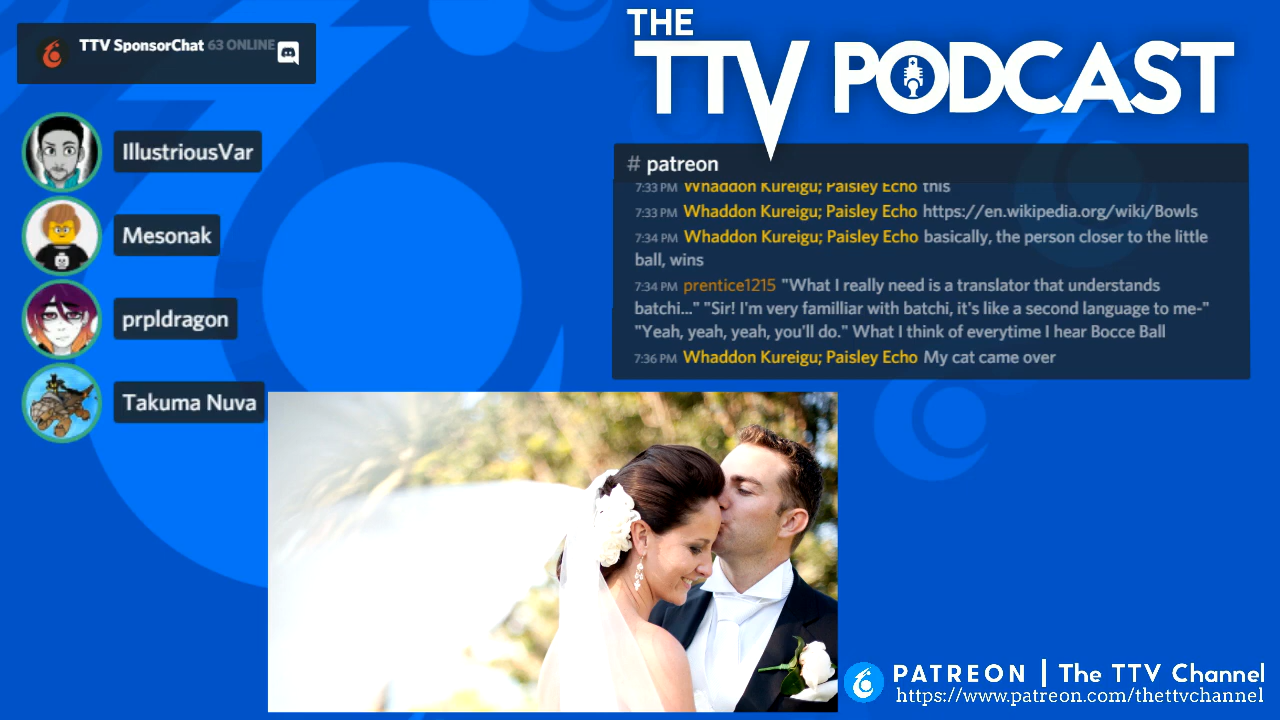 TTV SponsorChat 63 ONLINE
IllustriousVar
Mesonak
prpldragon
Takuma Nuva
THE
TTV PODCAST
# patreon
7:33 PM Whaddon Kureigu; Paisley Echo this
7:33 PM Whaddon Kureigu; Paisley Echo https://en.wikipedia.org/wiki/Bowls
7:34 PM Whaddon Kureigu; Paisley Echo basically, the person closer to the little
ball, wins
7:34 PM prentice1215 "What I really need is a translator that understands
batchi..." "Sir! I'm very familliar with batchi, it's like a second language to me-"
"Yeah, yeah, yeah, you'll do." What I think of everytime I hear Bocce Ball
7:36 PM Whaddon Kureigu; Paisley Echo My cat came over
PATREON | The TTV Channel
https://www.patreon.com/thettvchannel